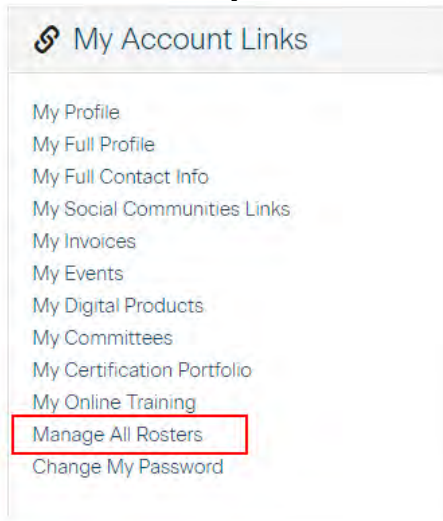 My Account Links
My Profile
My Full Profile
My Full Contact Info
My Social Communities Links
My Invoices
My Events
My Digital Products
My Committees
My Certification Portfolio
My Online Training
Manage All Rosters
Change My Password